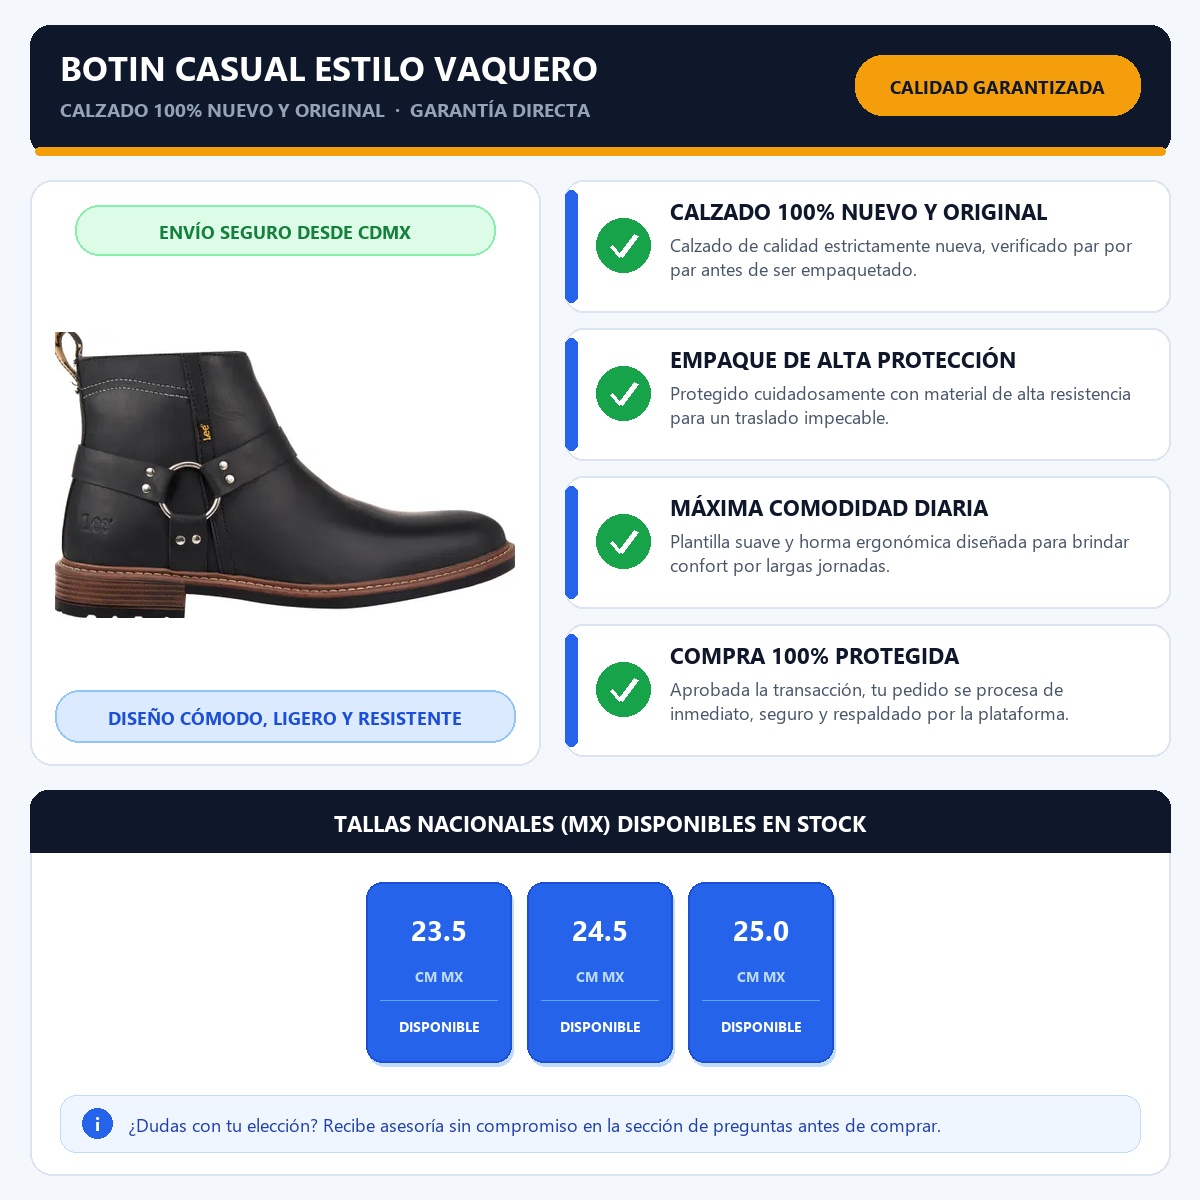 BOTIN CASUAL ESTILO VAQUERO
CALZADO 100% NUEVO Y ORIGINAL · GARANTÍA DIRECTA
CALIDAD GARANTIZADA
ENVÍO SEGURO DESDE CDMX
Lee
Lee
DISEÑO CÓMODO, LIGERO Y RESISTENTE
CALZADO 100% NUEVO Y ORIGINAL
Calzado de calidad estrictamente nueva, verificado par por
par antes de ser empaquetado.
EMPAQUE DE ALTA PROTECCIÓN
Protegido cuidadosamente con material de alta resistencia
para un traslado impecable.
MÁXIMA COMODIDAD DIARIA
Plantilla suave y horma ergonómica diseñada para brindar
confort por largas jornadas.
COMPRA 100% PROTEGIDA
Aprobada la transacción, tu pedido se procesa de
inmediato, seguro y respaldado por la plataforma.
TALLAS NACIONALES (MX) DISPONIBLES EN STOCK
23.5
CM MX
DISPONIBLE
24.5
CM MX
DISPONIBLE
25.0
CM MX
DISPONIBLE
¿Dudas con tu elección? Recibe asesoría sin compromiso en la sección de preguntas antes de comprar.